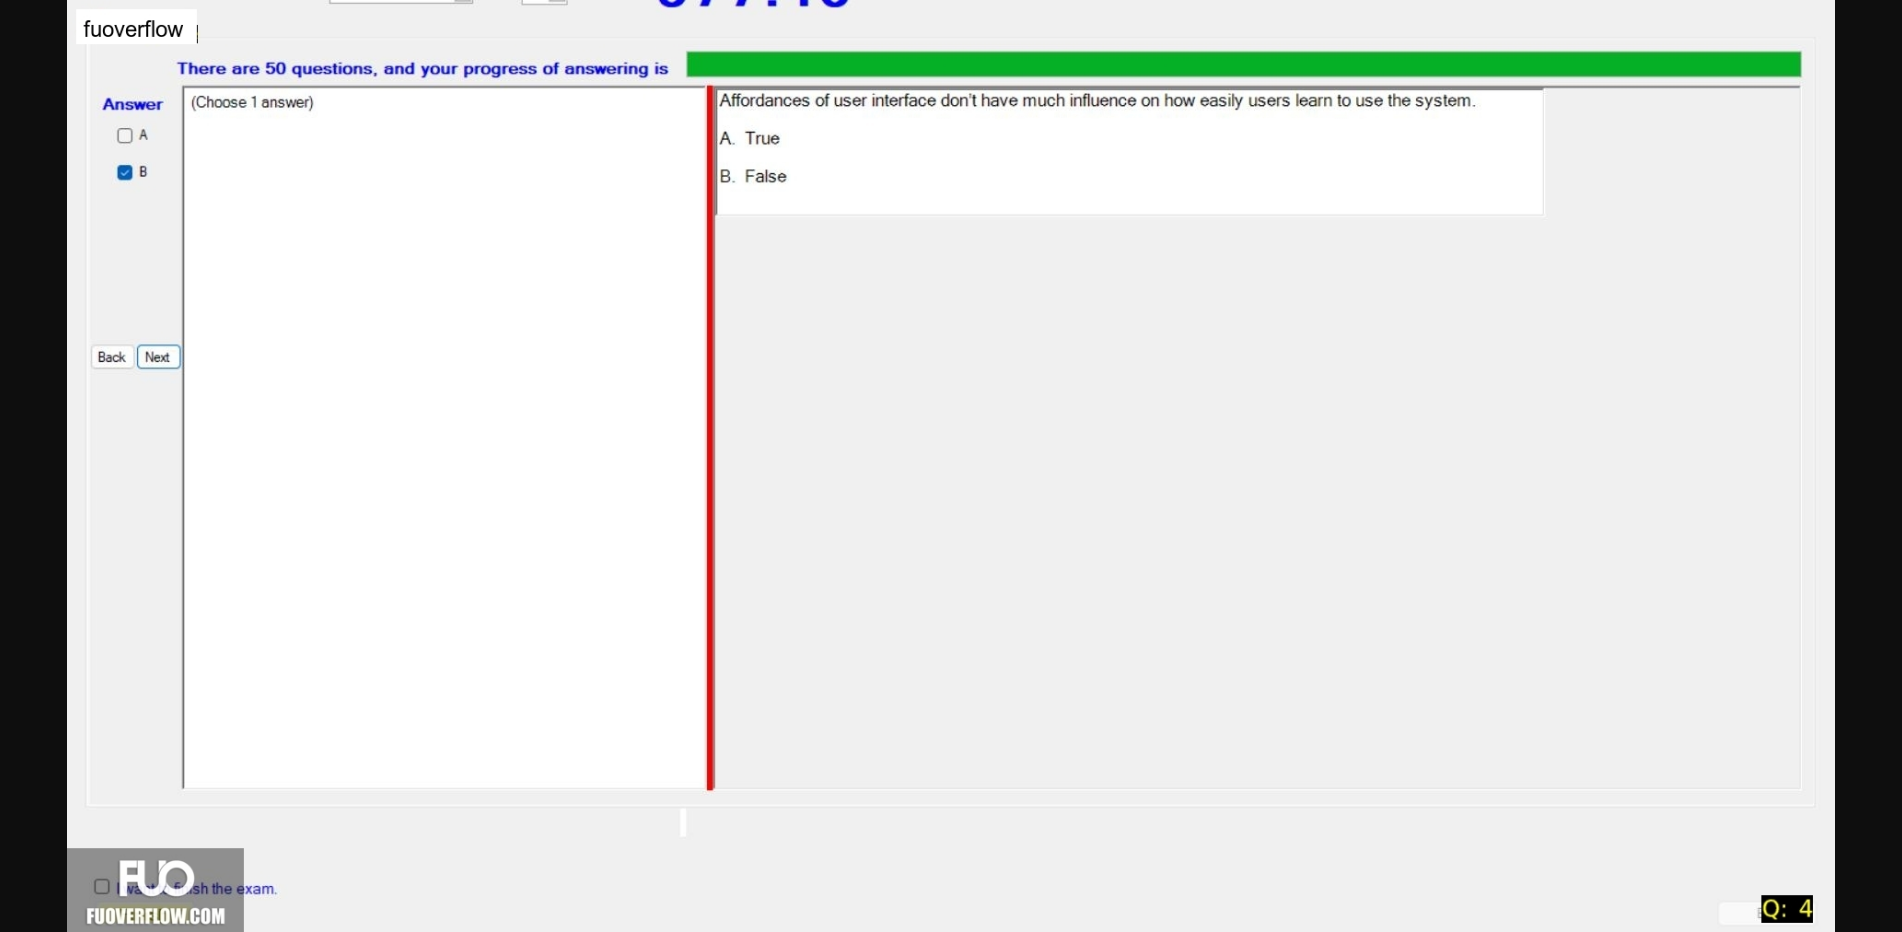 fuoverflow
There are 50 questions, and your progress of answering is
Answer
(Choose 1 answer)
A
B
Back Next
Affordances of user interface don't have much influence on how easily users learn to use the system.
A. True
B. False
FUO
sh the exam.
FUOVERFLOW.COM
Q: 4